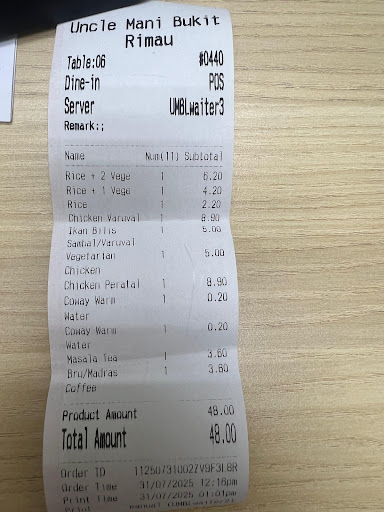 Uncle Mani Bukit
Rimau
Table:06 #0440
Dine-in POS
Server UMBLwaiter3
Remark:;
Name Num(11) Subtotal
Rice + 2 Vege 1 6.20
Rice + 1 Vege 1 4.20
Rice 1 2.20
Chicken Varuval 1 8.90
Ikan Bilis 1 5.00
Sambal/Varuval
Vegetarian 1 5.00
Chicken
Chicken Peratal 1 8.90
Coway Warm 1 0.20
Water
Coway Warm 1 0.20
Water
Masala Tea 1 3.60
Bru/Madras 1 3.60
Coffee
Product Amount 48.00
Total Amount 48.00
Order ID
Order Time 31/07/2025 12:16pm
Print Time 31/07/2025 01:01pm